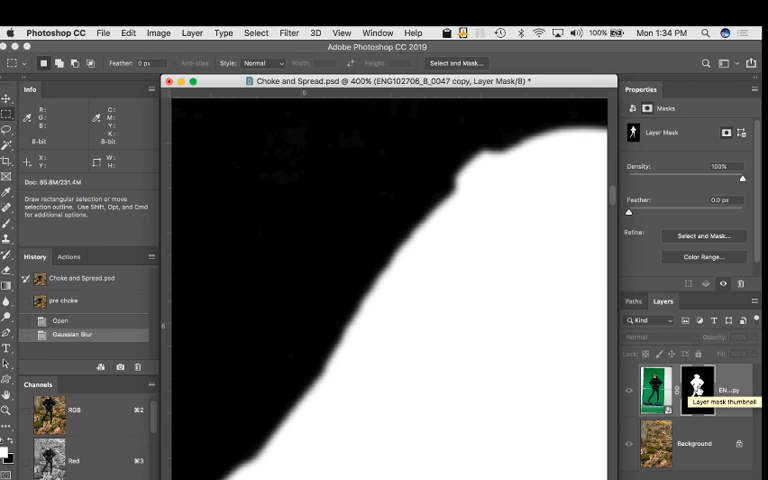 Photoshop CC File Edit Image Layer Type Select Filter 3D View Window Help 100% Mon 1:34 PM
Adobe Photoshop CC 2019
Feather: 0 px Anti-alias Style: Normal Width: Height: Select and Mask...
Choke and Spread.psd @ 400% (ENG102706_B_0047 copy, Layer Mask/8) *
Info
R: C:
G: M:
B: Y:
K:
8-bit 8-bit
X: W:
Y: H:
Doc: 85.8M/231.4M
Draw rectangular selection or move
selection outline. Use Shift, Opt, and Cmd
for additional options.
History Actions
Choke and Spread.psd
pre choke
Open
Gaussian Blur
Channels
RGB ⌘2
Red ⌘3
5
6
Properties
Masks
Layer Mask
Density: 100%
Feather: 0.0 px
Refine: Select and Mask...
Color Range...
Paths Layers
Kind
Normal Opacity:
Lock: Fill:
EN...py
Layer mask thumbnail
Background